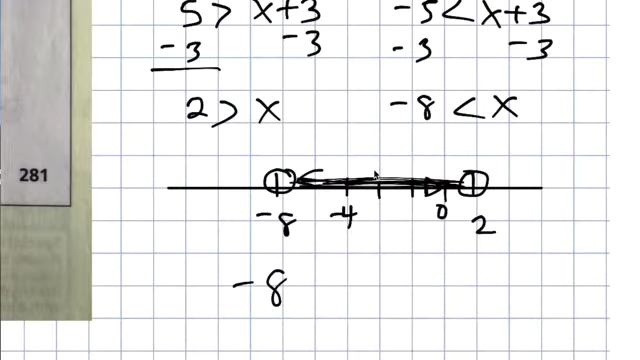 5 > x+3 -5 < x+3
-3 -3 -3 -3
2 > x -8 < x
281
-8 -4 0 2
-8